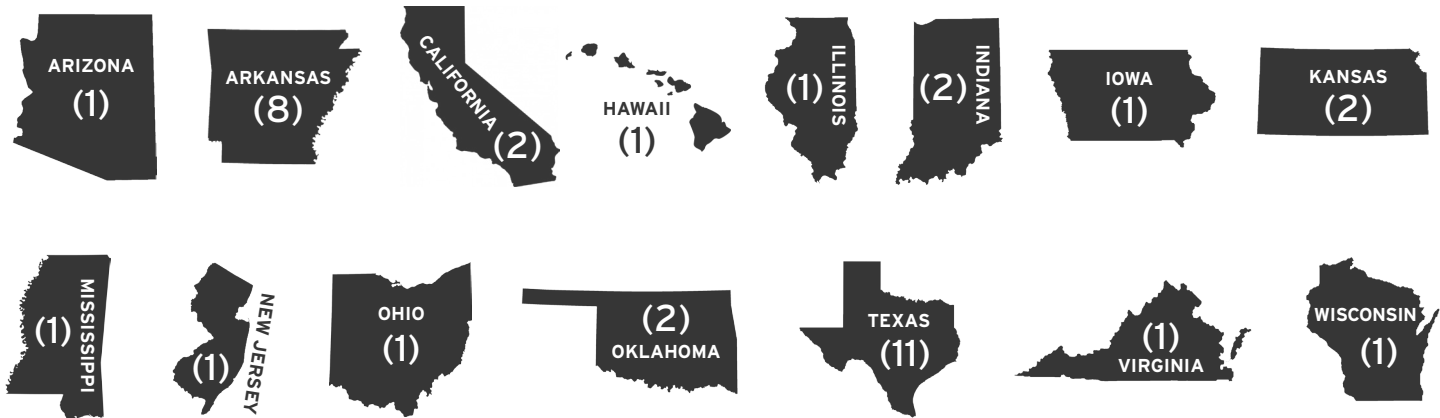 ARIZONA
(1)
ARKANSAS
(8)
CALIFORNIA
(2)
HAWAII
(1)
ILLINOIS
(1)
INDIANA
(2)
IOWA
(1)
KANSAS
(2)
MISSISSIPPI
(1)
NEW JERSEY
(1)
OHIO
(1)
(2)
OKLAHOMA
TEXAS
(11)
(1)
VIRGINIA
WISCONSIN
(1)